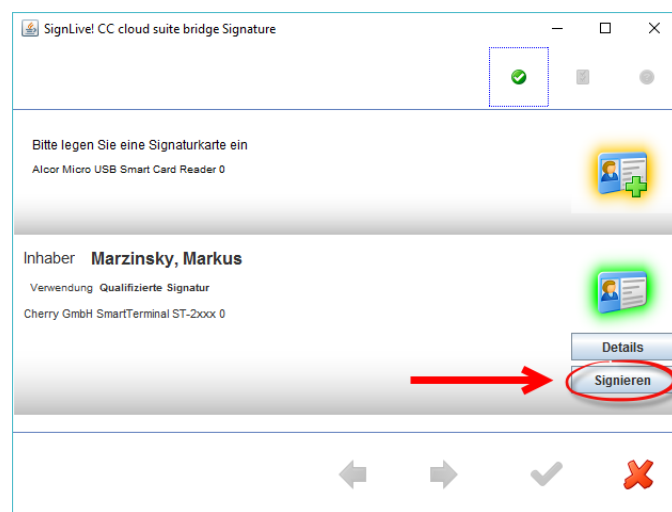 SignLive! CC cloud suite bridge Signature
Bitte legen Sie eine Signaturkarte ein
Alcor Micro USB Smart Card Reader 0
Inhaber Marzinsky, Markus
Verwendung Qualifizierte Signatur
Cherry GmbH SmartTerminal ST-2xxx 0
Details
Signieren